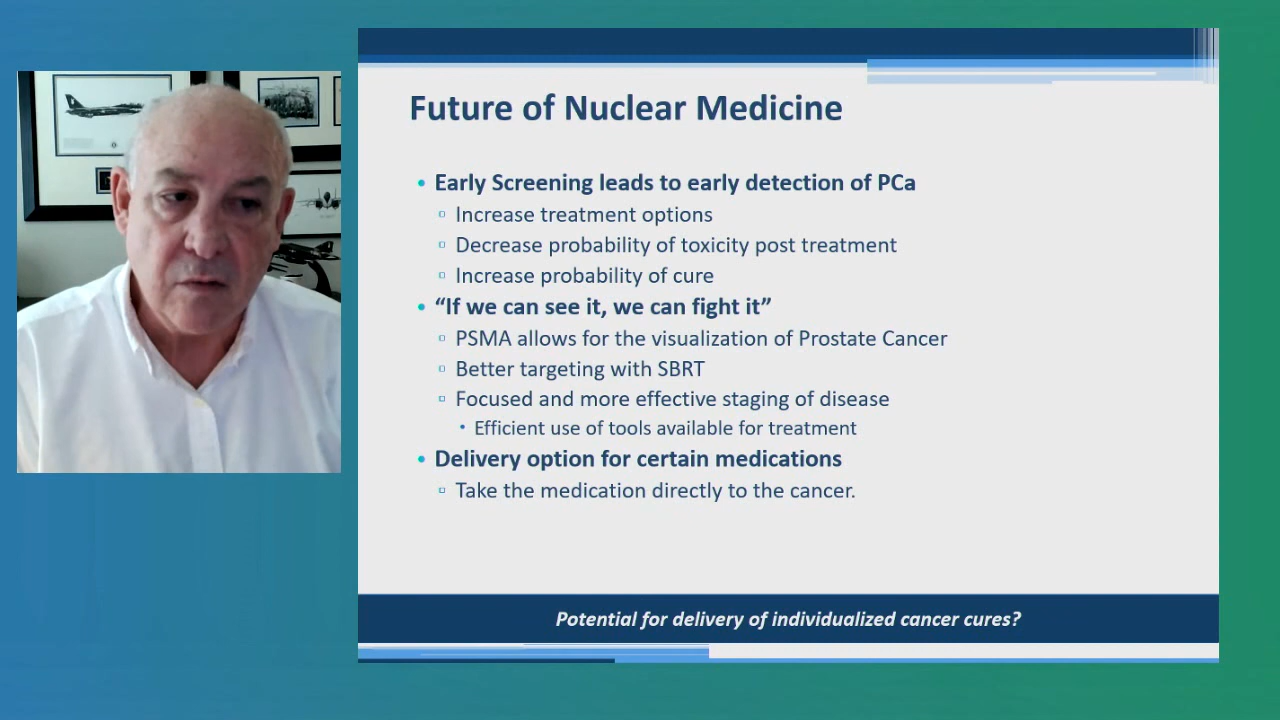 Future of Nuclear Medicine
• Early Screening leads to early detection of PCa
▫ Increase treatment options
▫ Decrease probability of toxicity post treatment
▫ Increase probability of cure
• “If we can see it, we can fight it”
▫ PSMA allows for the visualization of Prostate Cancer
▫ Better targeting with SBRT
▫ Focused and more effective staging of disease
• Efficient use of tools available for treatment
• Delivery option for certain medications
▫ Take the medication directly to the cancer.
Potential for delivery of individualized cancer cures?